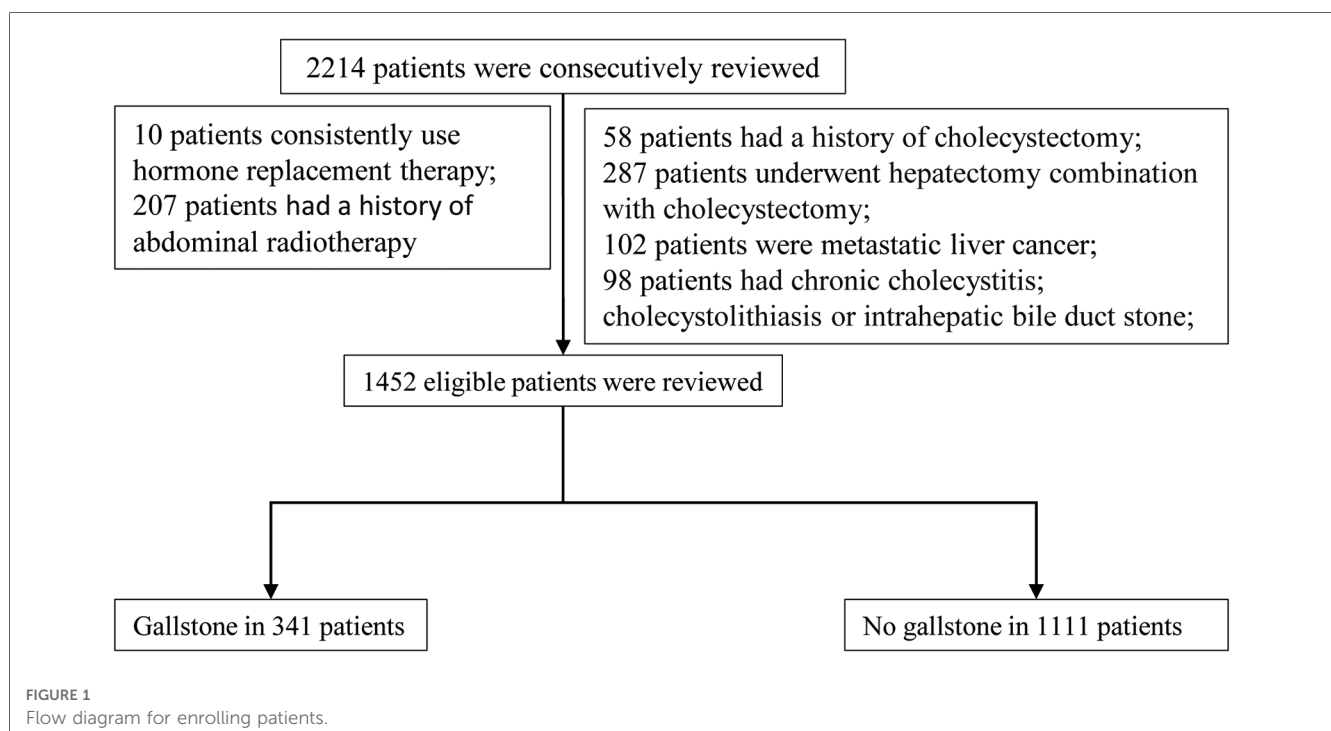 2214 patients were consecutively reviewed
10 patients consistently use
hormone replacement therapy;
207 patients had a history of
abdominal radiotherapy
58 patients had a history of cholecystectomy;
287 patients underwent hepatectomy combination
with cholecystectomy;
102 patients were metastatic liver cancer;
98 patients had chronic cholecystitis;
cholecystolithiasis or intrahepatic bile duct stone;
1452 eligible patients were reviewed
Gallstone in 341 patients
No gallstone in 1111 patients
FIGURE 1
Flow diagram for enrolling patients.